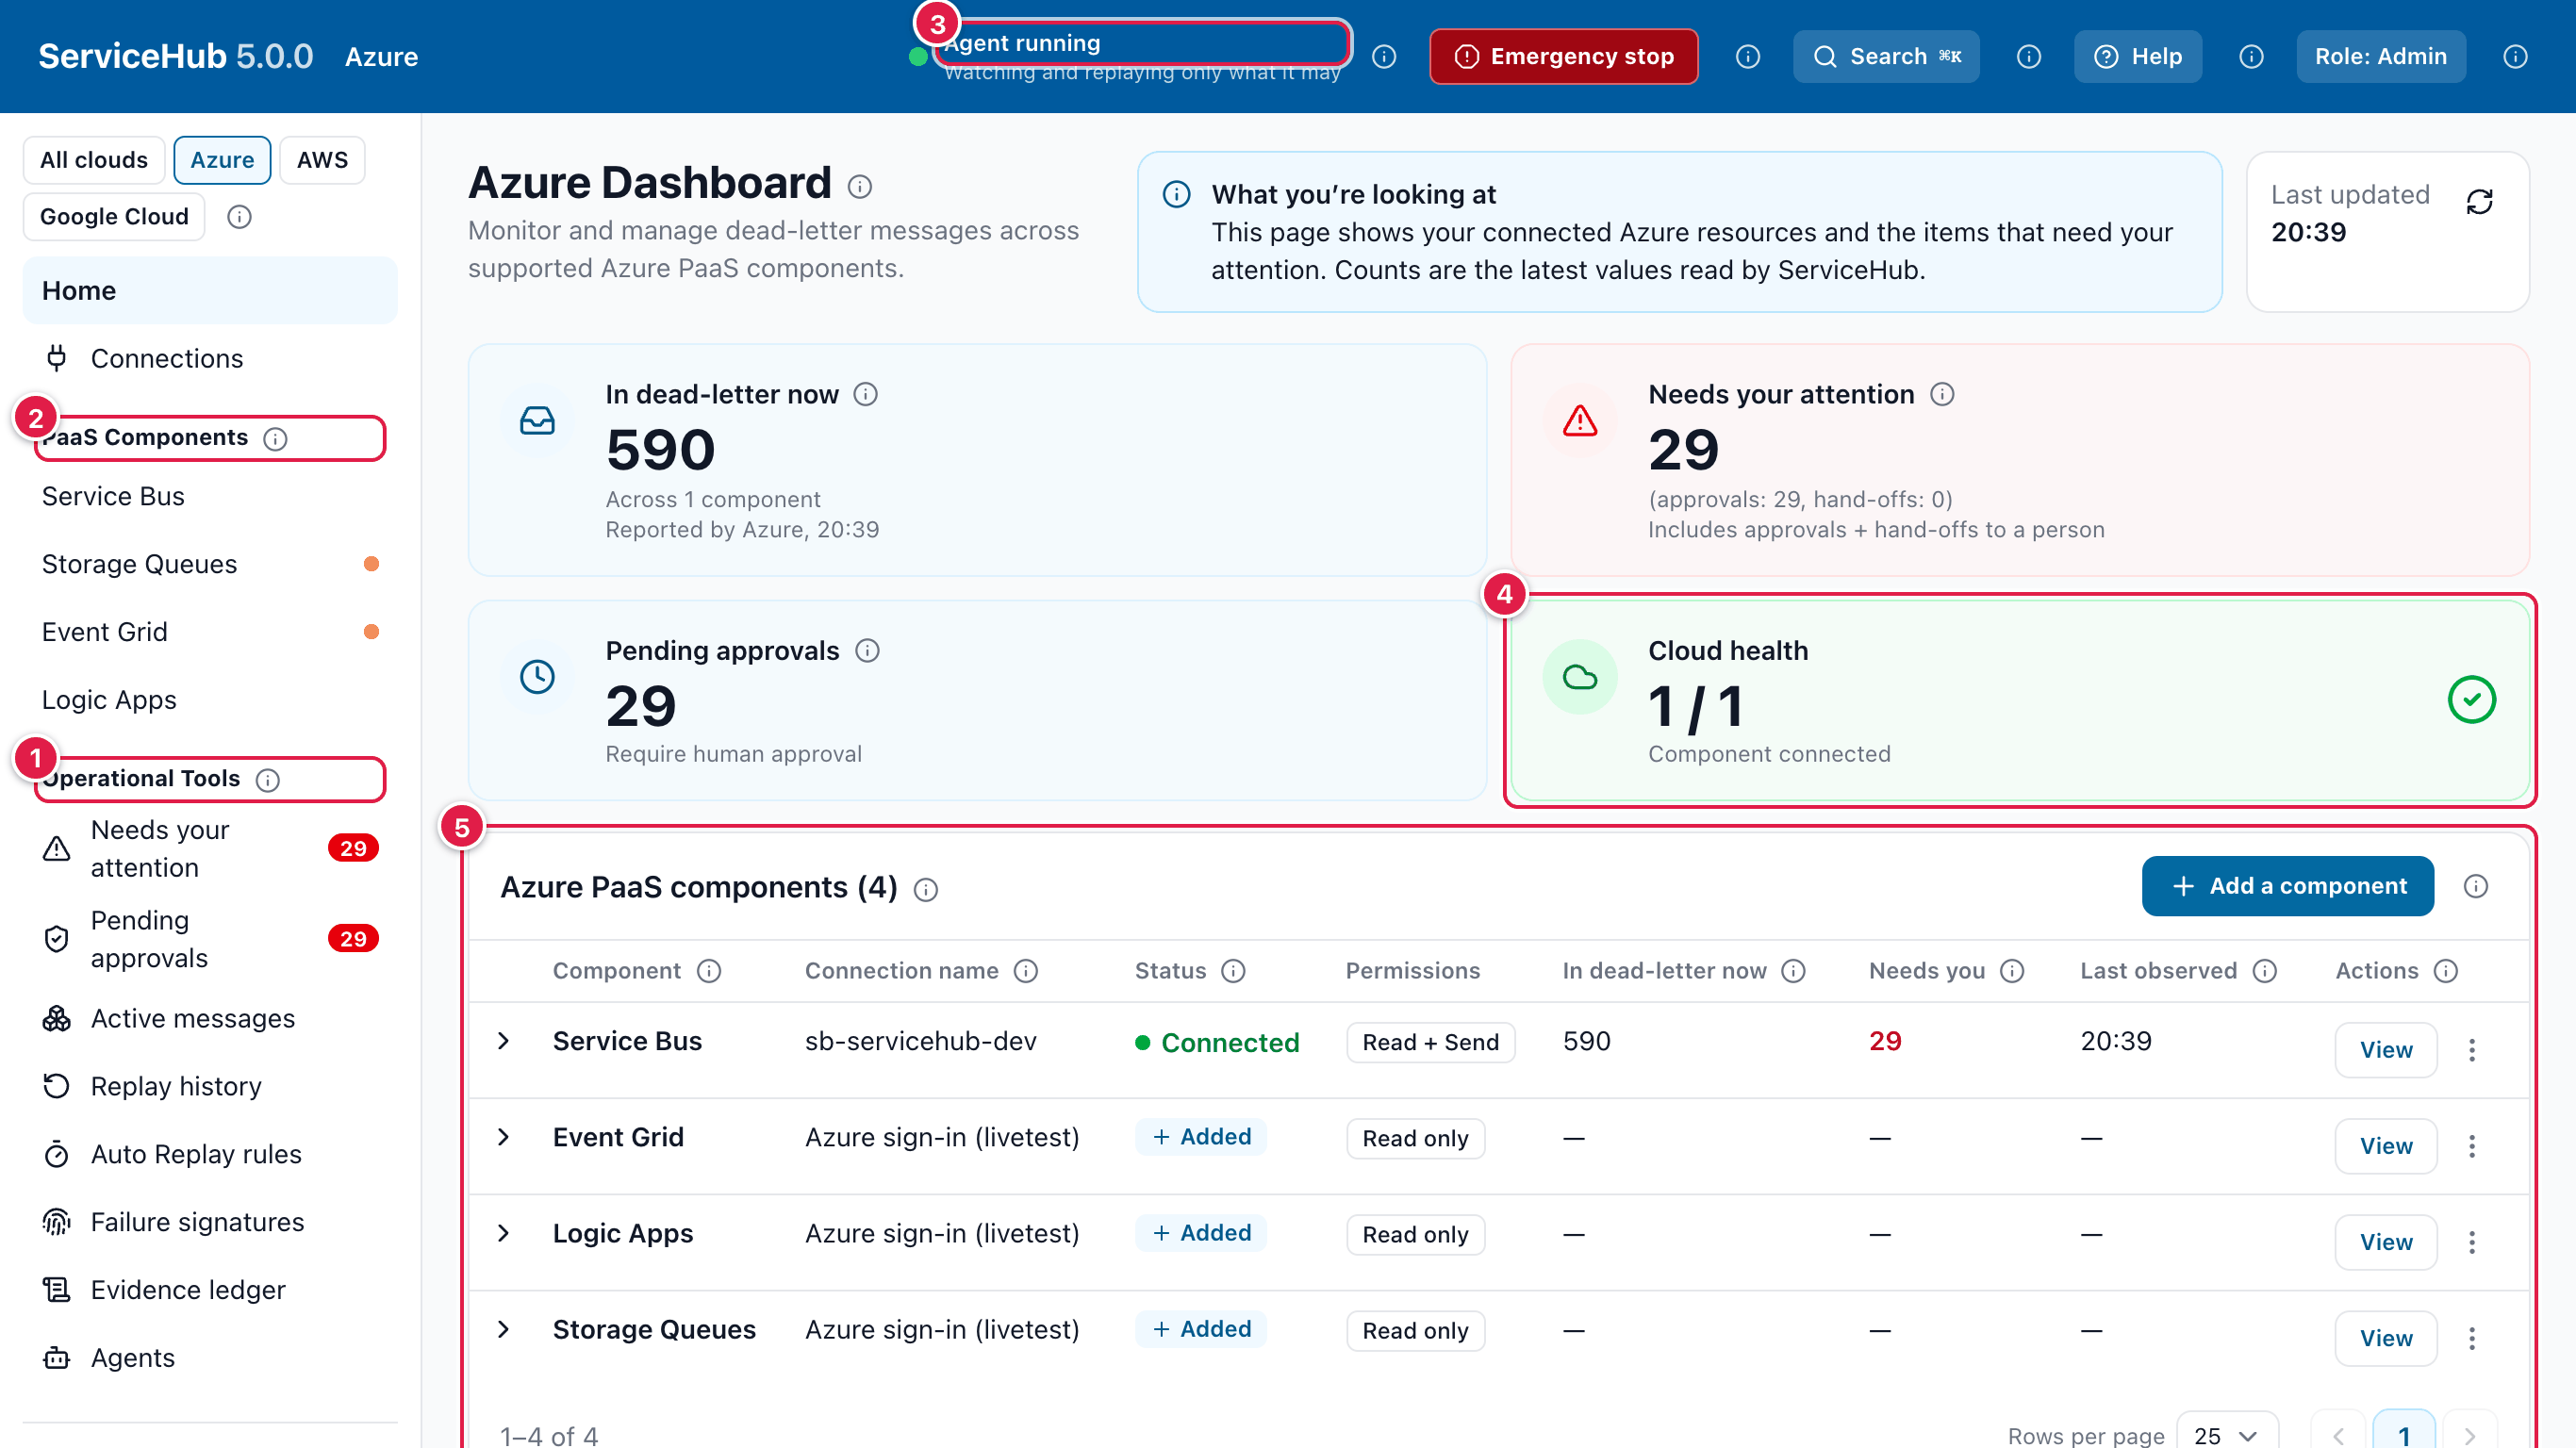 ServiceHub 5.0.0 Azure
3
Agent running
Watching and replaying only what it may
Emergency stop
Search ⌘K
Help
Role: Admin
All clouds
Azure
AWS
Google Cloud
Home
Connections
2
PaaS Components
Service Bus
Storage Queues
Event Grid
Logic Apps
1
Operational Tools
Needs your
attention
29
Pending
approvals
29
Active messages
Replay history
Auto Replay rules
Failure signatures
Evidence ledger
Agents
Azure Dashboard
Monitor and manage dead-letter messages across
supported Azure PaaS components.
What you’re looking at
This page shows your connected Azure resources and the items that need your
attention. Counts are the latest values read by ServiceHub.
Last updated
20:39
In dead-letter now
590
Across 1 component
Reported by Azure, 20:39
Needs your attention
29
(approvals: 29, hand-offs: 0)
Includes approvals + hand-offs to a person
Pending approvals
29
Require human approval
4
Cloud health
1 / 1
Component connected
5
Azure PaaS components (4)
+ Add a component
Component Connection name Status Permissions In dead-letter now Needs you Last observed Actions
Service Bus sb-servicehub-dev Connected Read + Send 590 29 20:39 View
Event Grid Azure sign-in (livetest) + Added Read only — — — View
Logic Apps Azure sign-in (livetest) + Added Read only — — — View
Storage Queues Azure sign-in (livetest) + Added Read only — — — View
1–4 of 4
Rows per page 25
1